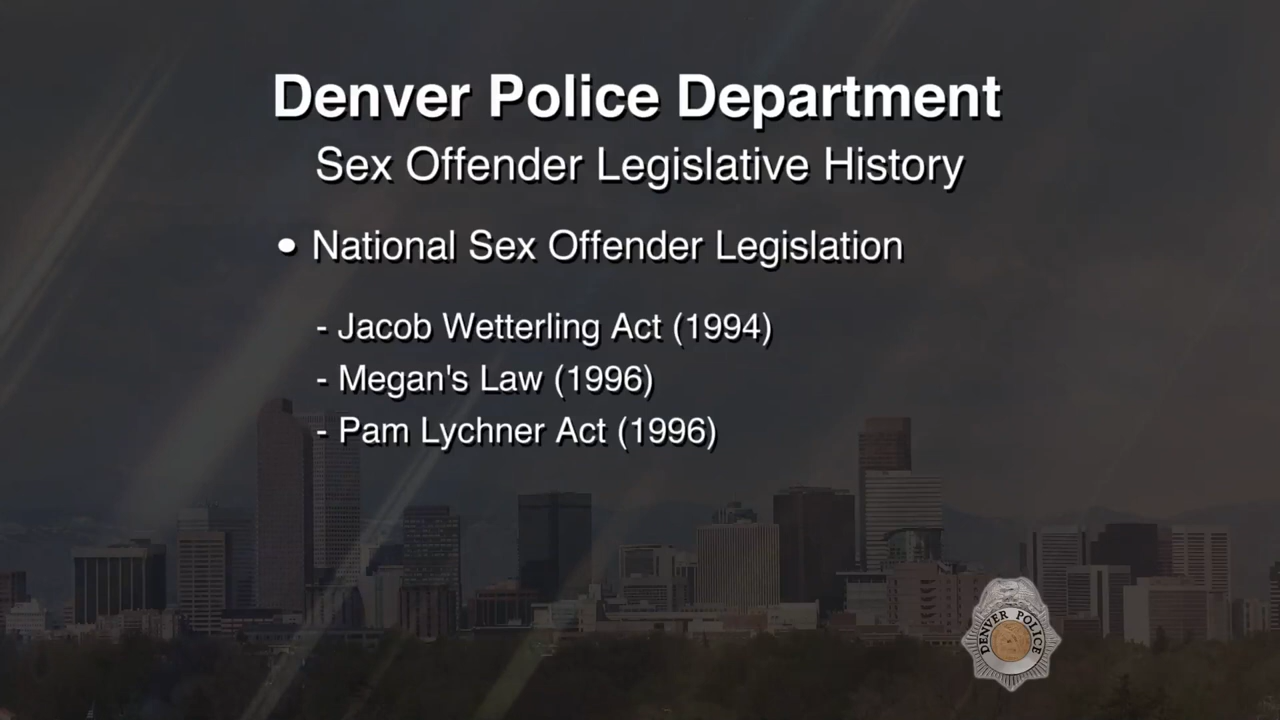 Denver Police Department
Sex Offender Legislative History
• National Sex Offender Legislation
- Jacob Wetterling Act (1994)
- Megan's Law (1996)
- Pam Lychner Act (1996)
DENVER POLICE